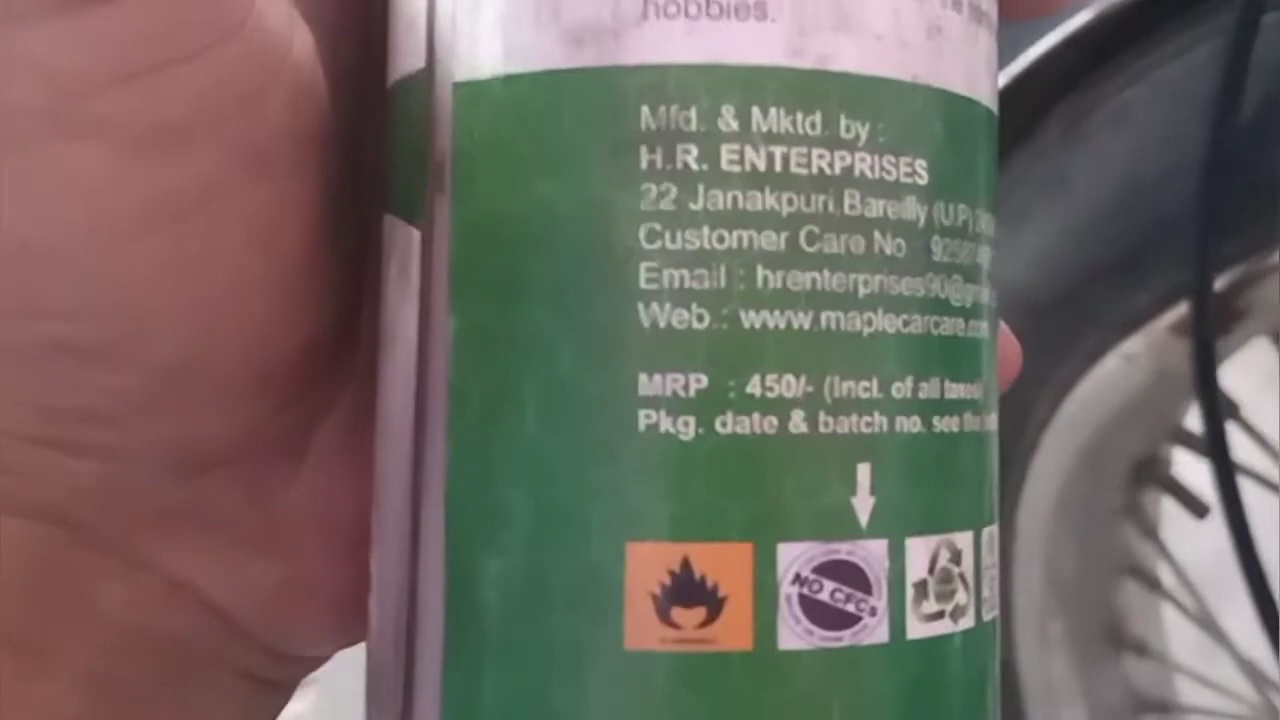 hobbies.
Mfd. & Mktd. by :
H.R. ENTERPRISES
22 Janakpuri Bareilly (U.P)
Customer Care No
Email : hrenterprises90@
Web.: www.maplecarcare.com
MRP : 450/- (Incl. of all taxes)
Pkg. date & batch no. see the
NO CFCs